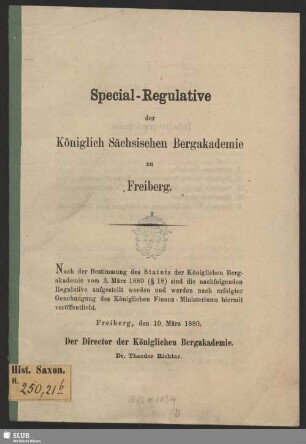 Special-Regulative
der
Königlich Sächsischen Bergakademie
zu
Freiberg.
Nach der Bestimmung des Statuts der Königlichen Berg-
akademie vom 3. März 1880 (§ 18) sind die nachfolgenden
Regulative aufgestellt worden und werden nach erfolgter
Genehmigung des Königlichen Finanz-Ministeriums hiermit
veröffentlicht.
Freiberg, den 10. März 1880.
Der Director der Königlichen Bergakademie.
Dr. Theodor Richter.
Hist. Saxon.
H. 250,21b
SLUB